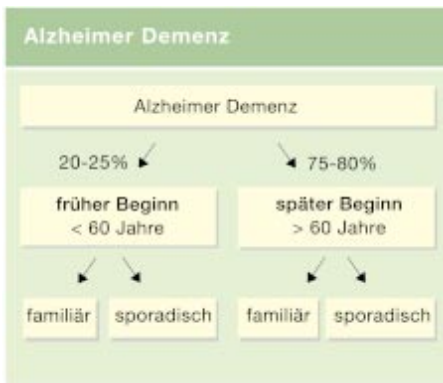 Alzheimer Demenz
Alzheimer Demenz
20-25% 75-80%
früher Beginn
< 60 Jahre
später Beginn
> 60 Jahre
familiär sporadisch familiär sporadisch